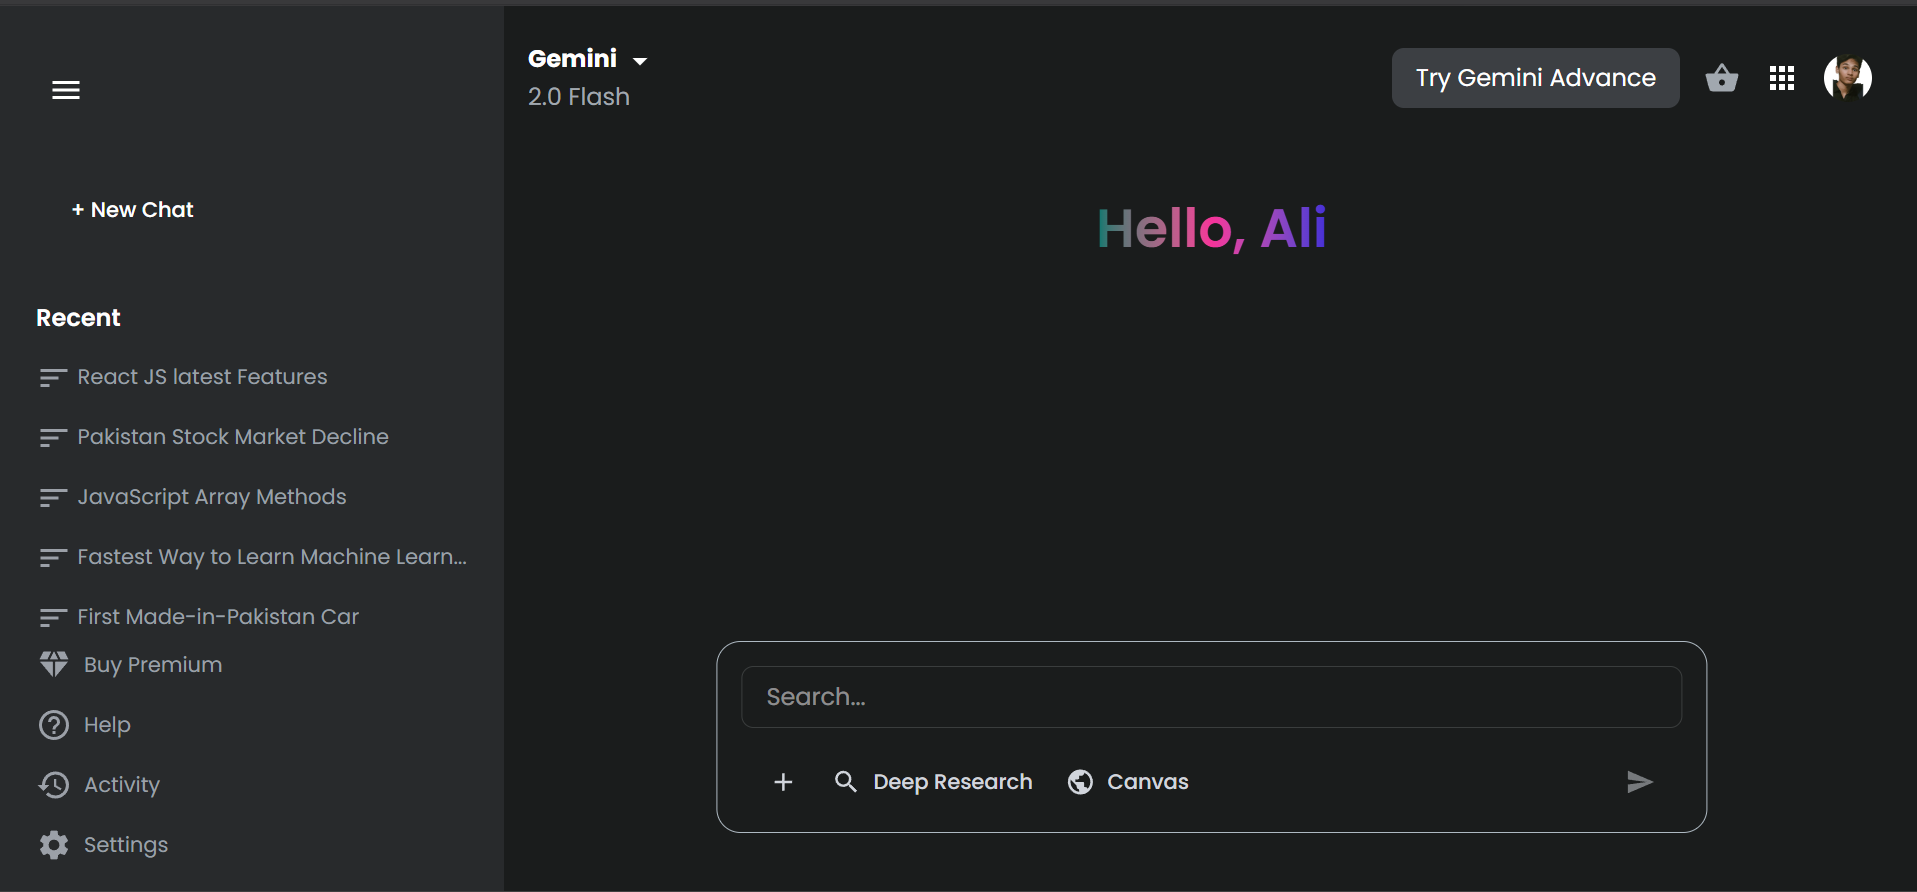 + New Chat
Recent
React JS latest Features
Pakistan Stock Market Decline
JavaScript Array Methods
Fastest Way to Learn Machine Learn...
First Made-in-Pakistan Car
Buy Premium
Help
Activity
Settings
Gemini
2.0 Flash
Try Gemini Advance
Hello, Ali
Search...
Deep Research
Canvas